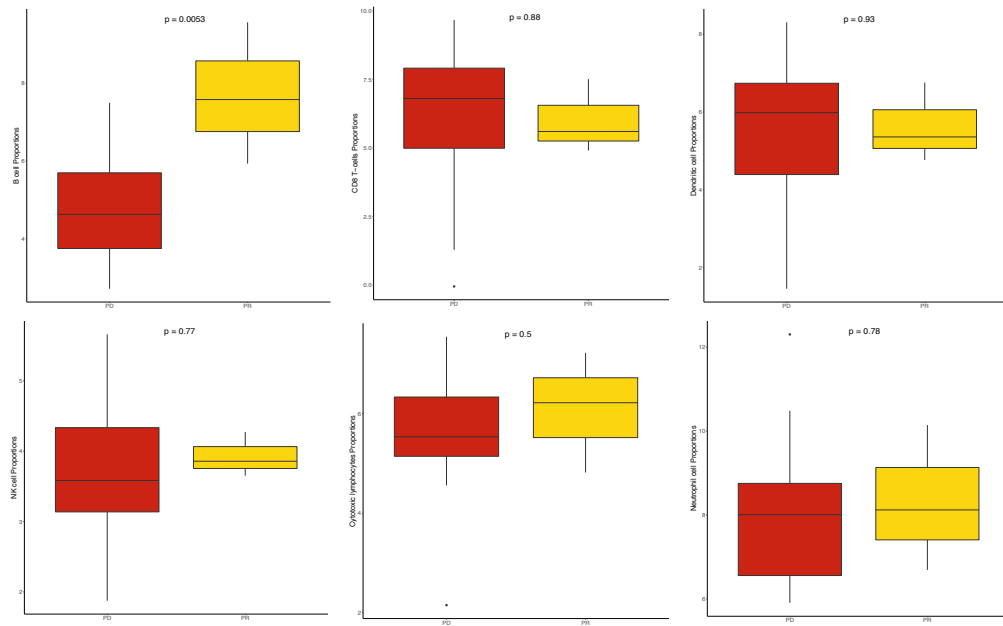 p = 0.0053
8
6
4
B cell Proportions
PD
PR
p = 0.88
10.0
7.5
5.0
2.5
0.0
CD8 T-cells Proportions
PD
PR
p = 0.93
8
6
4
2
Dendritic cell Proportions
PD
PR
p = 0.77
5
4
3
2
NK cell Proportions
PD
PR
p = 0.5
6
4
2
Cytotoxic lymphocytes Proportions
PD
PR
p = 0.78
12
10
8
6
Neutrophil cell Proportions
PD
PR